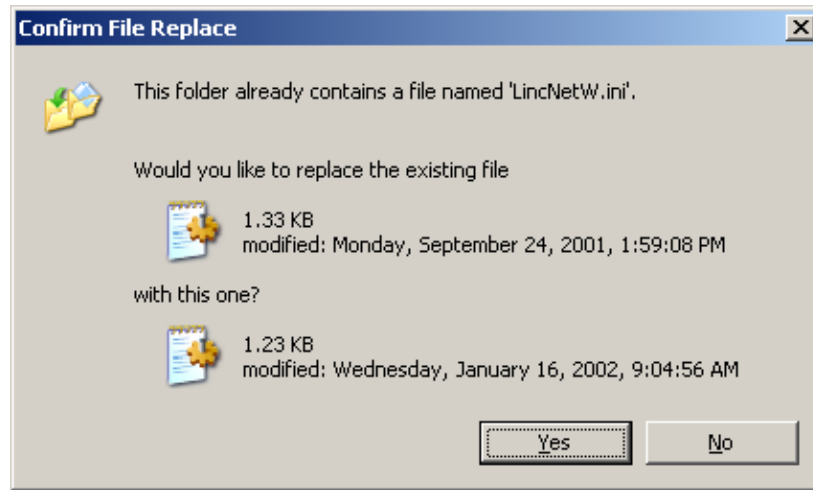 Confirm File Replace
This folder already contains a file named 'LincNetW.ini'.
Would you like to replace the existing file
1.33 KB
modified: Monday, September 24, 2001, 1:59:08 PM
with this one?
1.23 KB
modified: Wednesday, January 16, 2002, 9:04:56 AM
Yes No